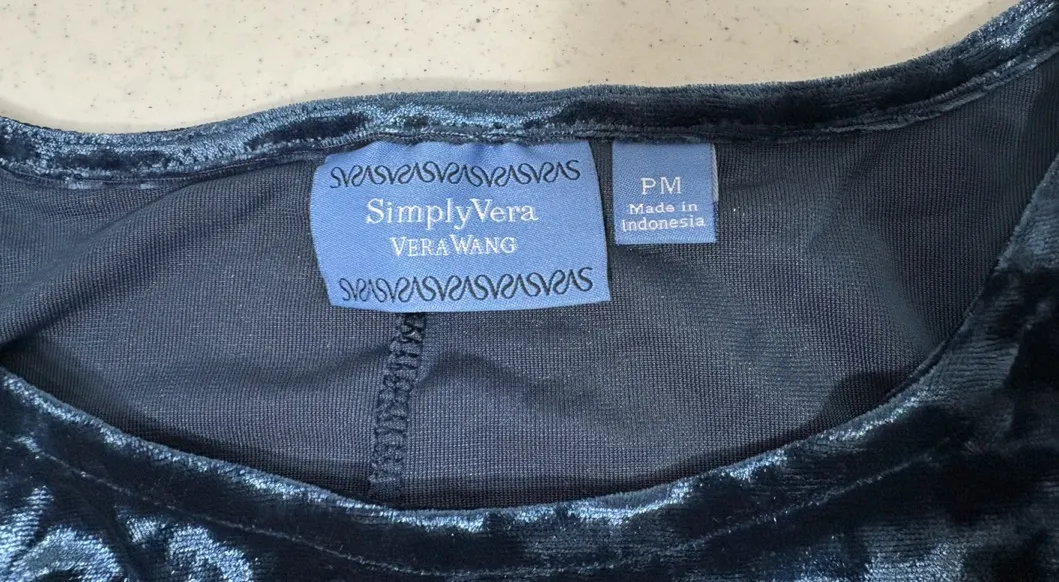 SimplyVera
VERA WANG
PM
Made in
Indonesia